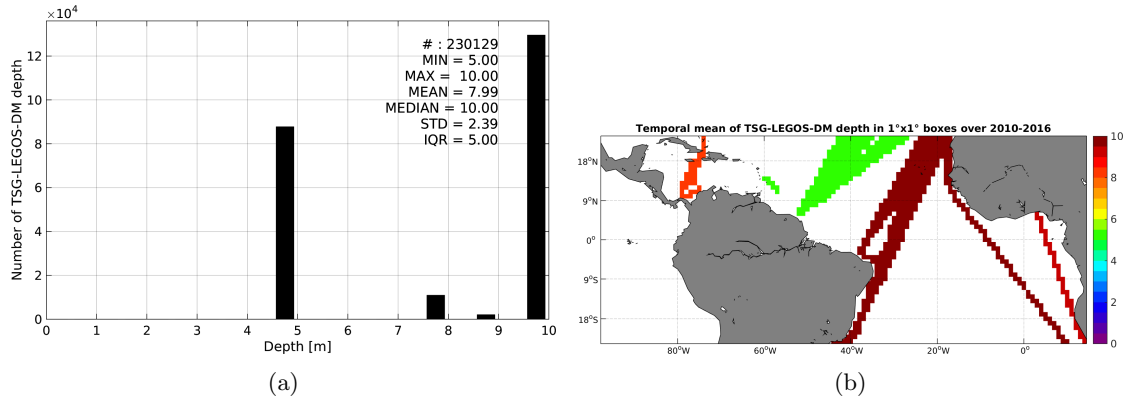 ×10⁴
12
10
8
6
4
2
0
Number of TSG-LEGOS-DM depth
# : 230129
MIN = 5.00
MAX = 10.00
MEAN = 7.99
MEDIAN = 10.00
STD = 2.39
IQR = 5.00
0 1 2 3 4 5 6 7 8 9 10
Depth [m]
(a)
Temporal mean of TSG-LEGOS-DM depth in 1°x1° boxes over 2010-2016
18°N
9°N
0°
9°S
18°S
80°W 60°W 40°W 20°W 0°
10
8
6
4
2
0
(b)